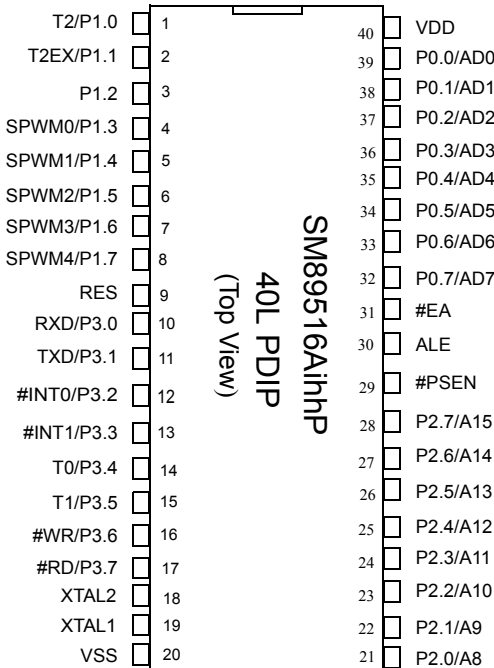 T2/P1.0 1 40 VDD
T2EX/P1.1 2 39 P0.0/AD0
P1.2 3 38 P0.1/AD1
SPWM0/P1.3 4 37 P0.2/AD2
SPWM1/P1.4 5 36 P0.3/AD3
SPWM2/P1.5 6 35 P0.4/AD4
SPWM3/P1.6 7 34 P0.5/AD5
SPWM4/P1.7 8 33 P0.6/AD6
RES 9 32 P0.7/AD7
RXD/P3.0 10 31 #EA
TXD/P3.1 11 30 ALE
#INT0/P3.2 12 29 #PSEN
#INT1/P3.3 13 28 P2.7/A15
T0/P3.4 14 27 P2.6/A14
T1/P3.5 15 26 P2.5/A13
#WR/P3.6 16 25 P2.4/A12
#RD/P3.7 17 24 P2.3/A11
XTAL2 18 23 P2.2/A10
XTAL1 19 22 P2.1/A9
VSS 20 21 P2.0/A8
SM89516AihhP
40L PDIP
(Top View)